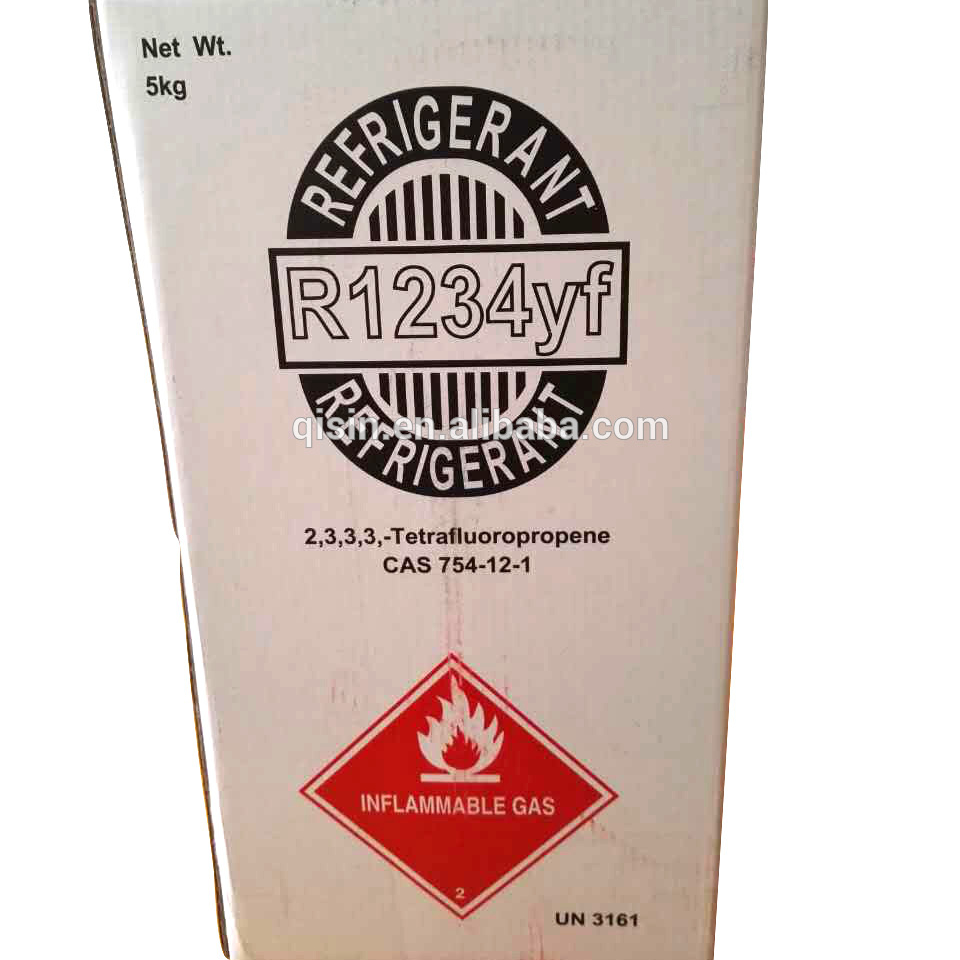 Net Wt.
5kg
REFRIGERANT
R1234yf
REFRIGERANT
qisin.en.alibaba.com
2,3,3,3,-Tetrafluoropropene
CAS 754-12-1
INFLAMMABLE GAS
2
UN 3161